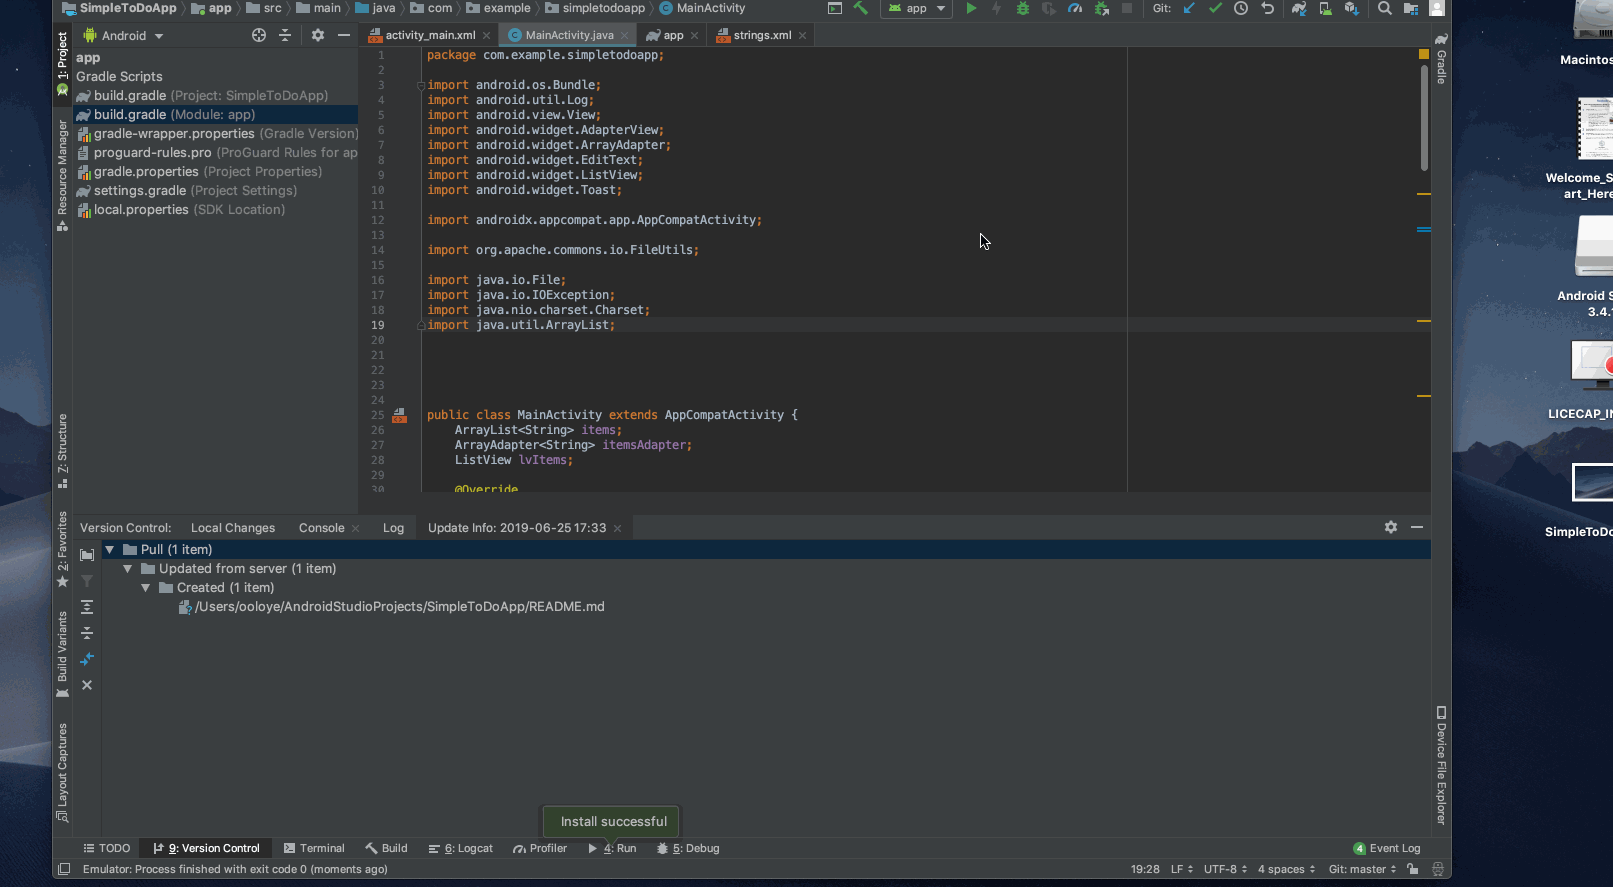 SimpleToDoApp app src main java com example simpletodoapp MainActivity app Git:
1: Project
Resource Manager
7: Structure
2: Favorites
Build Variants
Layout Captures
Android
app
Gradle Scripts
build.gradle (Project: SimpleToDoApp)
build.gradle (Module: app)
gradle-wrapper.properties (Gradle Version)
proguard-rules.pro (ProGuard Rules for ap
gradle.properties (Project Properties)
settings.gradle (Project Settings)
local.properties (SDK Location)
activity_main.xml MainActivity.java app strings.xml
1 package com.example.simpletodoapp;
2
3 import android.os.Bundle;
4 import android.util.Log;
5 import android.view.View;
6 import android.widget.AdapterView;
7 import android.widget.ArrayAdapter;
8 import android.widget.EditText;
9 import android.widget.ListView;
10 import android.widget.Toast;
11
12 import androidx.appcompat.app.AppCompatActivity;
13
14 import org.apache.commons.io.FileUtils;
15
16 import java.io.File;
17 import java.io.IOException;
18 import java.nio.charset.Charset;
19 import java.util.ArrayList;
20
21
22
23
24
25 public class MainActivity extends AppCompatActivity {
26 ArrayList<String> items;
27 ArrayAdapter<String> itemsAdapter;
28 ListView lvItems;
29
30 @Override
Gradle
Device File Explorer
Version Control: Local Changes Console Log Update Info: 2019-06-25 17:33
Pull (1 item)
Updated from server (1 item)
Created (1 item)
/Users/ooloye/AndroidStudioProjects/SimpleToDoApp/README.md
Install successful
TODO 9: Version Control Terminal Build 6: Logcat Profiler 4: Run 5: Debug 4 Event Log
Emulator: Process finished with exit code 0 (moments ago) 19:28 LF UTF-8 4 spaces Git: master
Macintos
Welcome_S
art_Here
Android S
3.4.
LICECAP_IN
SimpleToDo